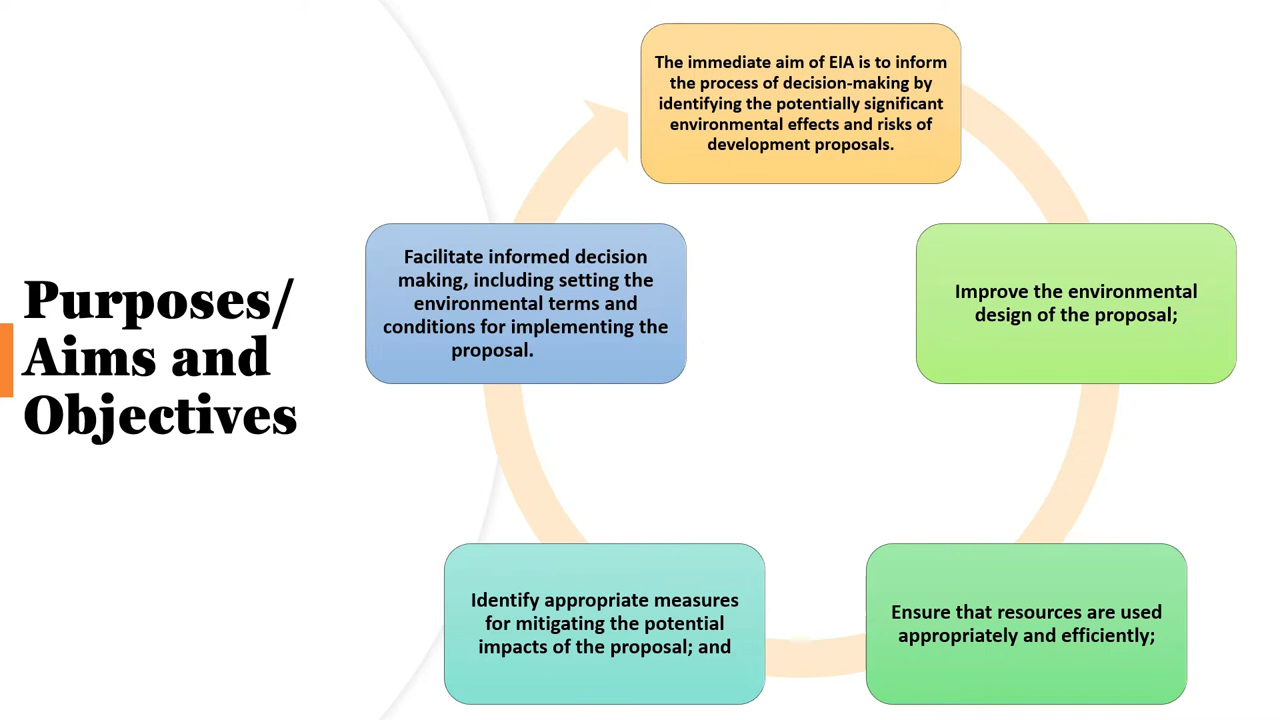 Purposes/
Aims and
Objectives
The immediate aim of EIA is to inform
the process of decision-making by
identifying the potentially significant
environmental effects and risks of
development proposals.
Improve the environmental
design of the proposal;
Ensure that resources are used
appropriately and efficiently;
Identify appropriate measures
for mitigating the potential
impacts of the proposal; and
Facilitate informed decision
making, including setting the
environmental terms and
conditions for implementing the
proposal.